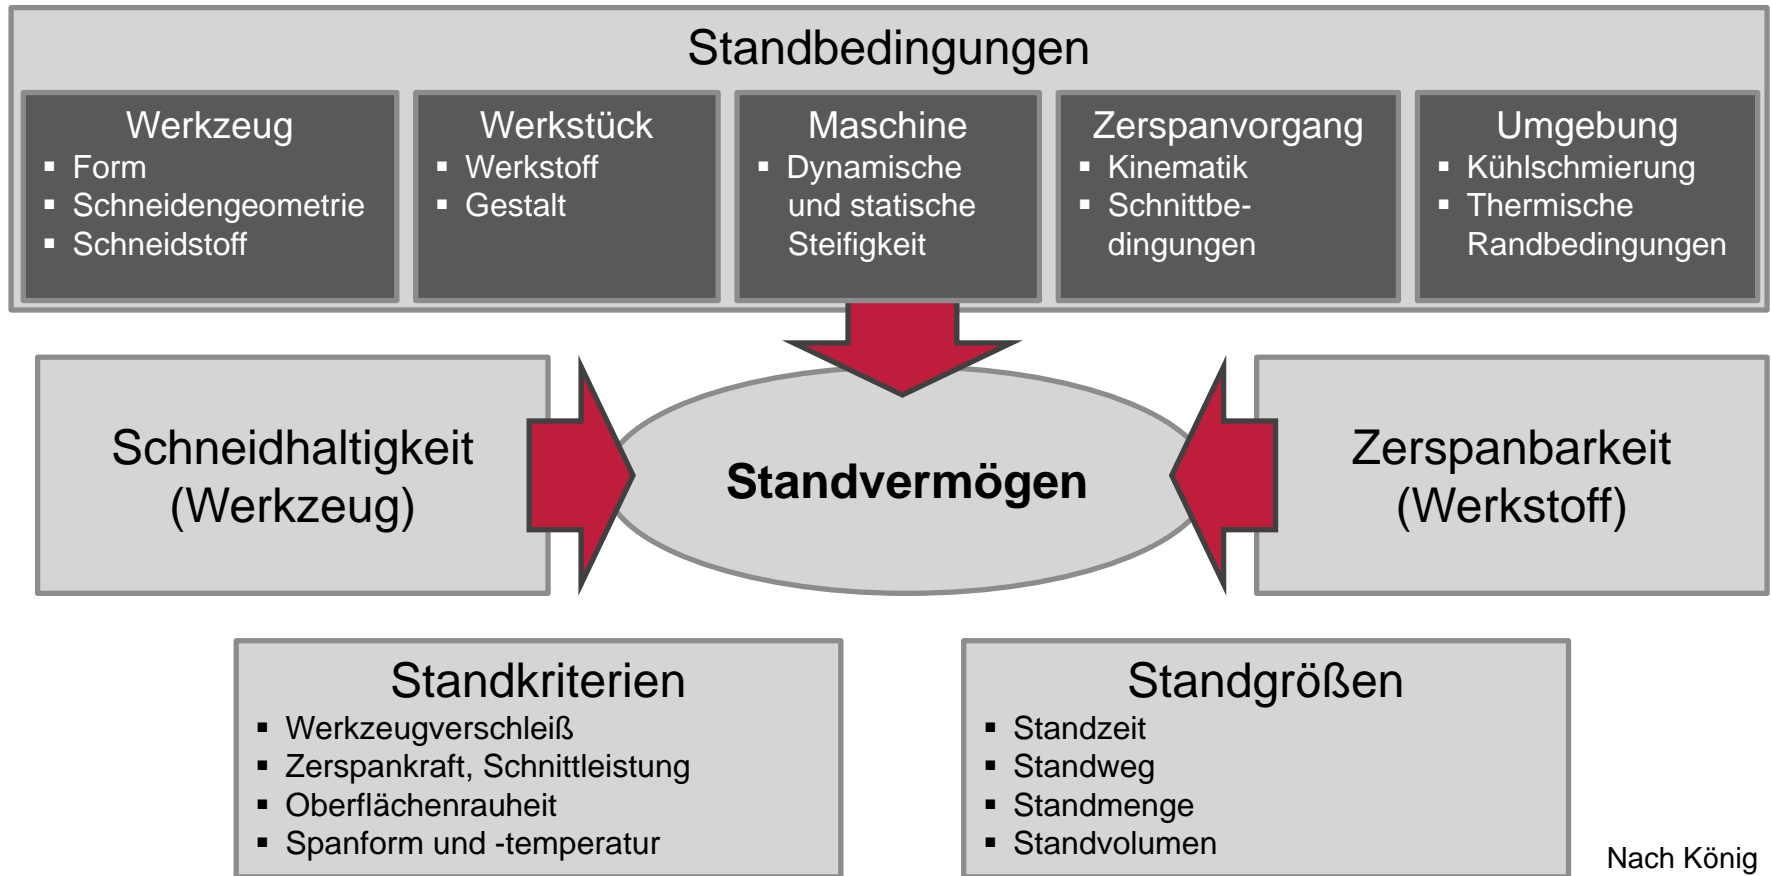 Standbedingungen
Werkzeug
▪ Form
▪ Schneidengeometrie
▪ Schneidstoff
Werkstück
▪ Werkstoff
▪ Gestalt
Maschine
▪ Dynamische
und statische
Steifigkeit
Zerspanvorgang
▪ Kinematik
▪ Schnittbe-
dingungen
Umgebung
▪ Kühlschmierung
▪ Thermische
Randbedingungen
Schneidhaltigkeit
(Werkzeug)
Standvermögen
Zerspanbarkeit
(Werkstoff)
Standkriterien
▪ Werkzeugverschleiß
▪ Zerspankraft, Schnittleistung
▪ Oberflächenrauheit
▪ Spanform und -temperatur
Standgrößen
▪ Standzeit
▪ Standweg
▪ Standmenge
▪ Standvolumen
Nach König